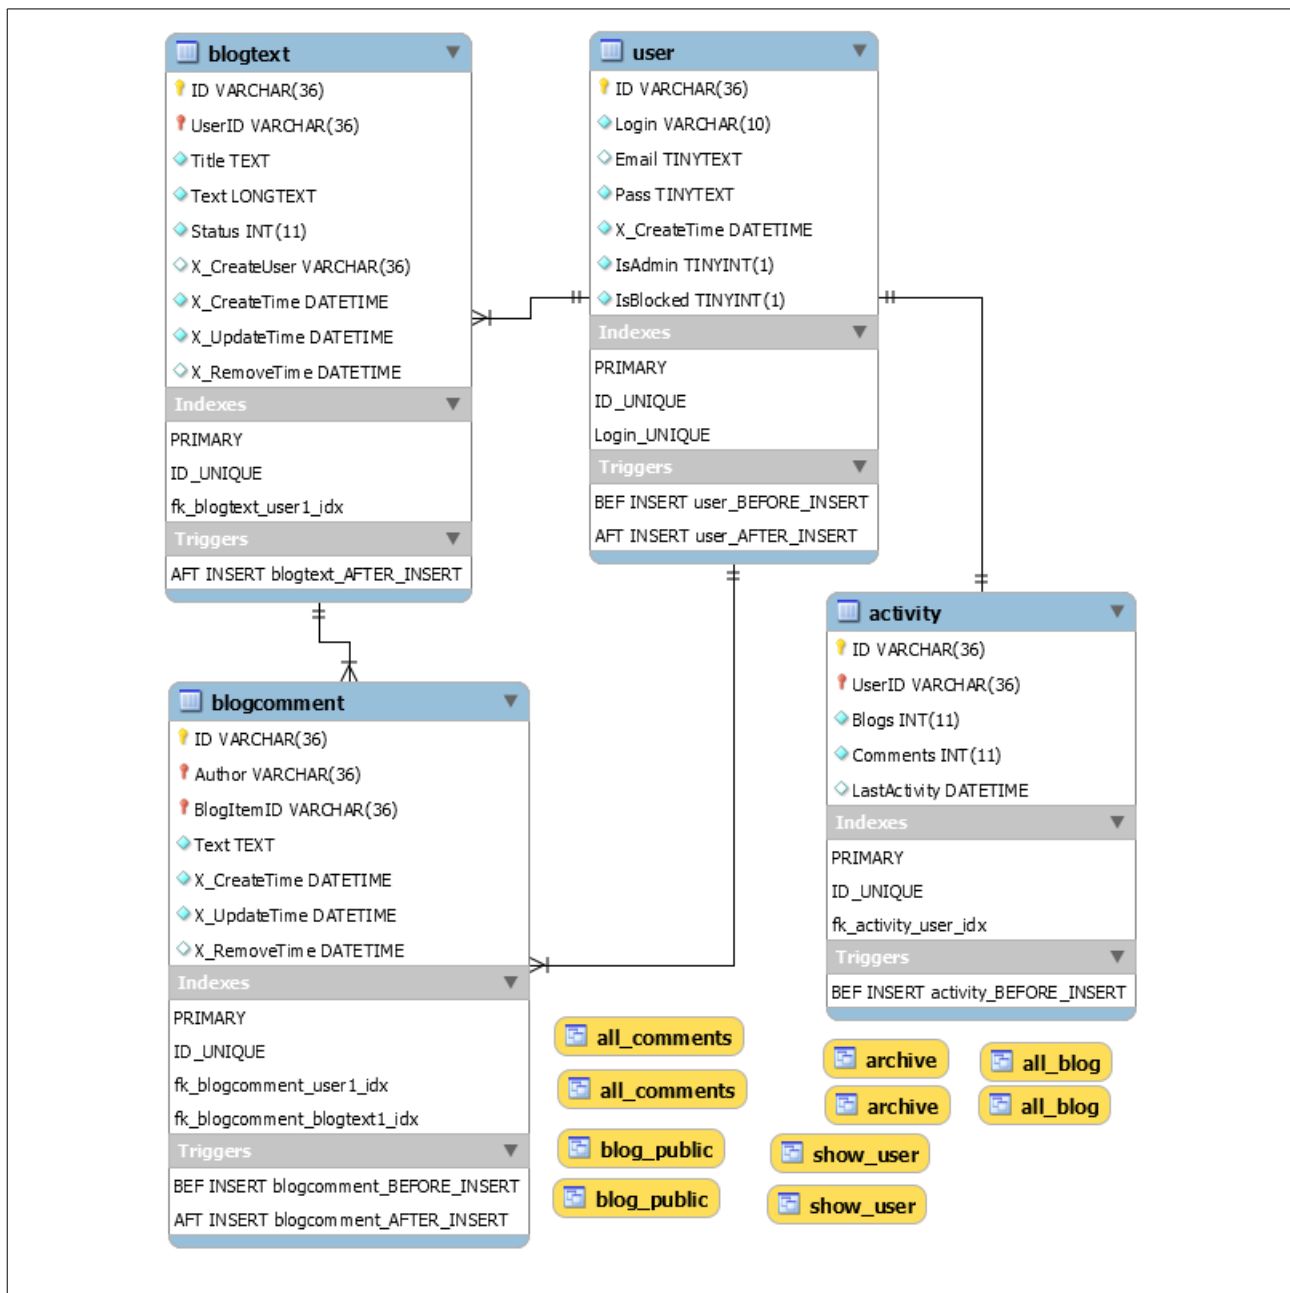 blogtext
ID VARCHAR(36)
UserID VARCHAR(36)
Title TEXT
Text LONGTEXT
Status INT(11)
X_CreateUser VARCHAR(36)
X_CreateTime DATETIME
X_UpdateTime DATETIME
X_RemoveTime DATETIME
Indexes
PRIMARY
ID_UNIQUE
fk_blogtext_user1_idx
Triggers
AFT INSERT blogtext_AFTER_INSERT
user
ID VARCHAR(36)
Login VARCHAR(10)
Email TINYTEXT
Pass TINYTEXT
X_CreateTime DATETIME
IsAdmin TINYINT(1)
IsBlocked TINYINT(1)
Indexes
PRIMARY
ID_UNIQUE
Login_UNIQUE
Triggers
BEF INSERT user_BEFORE_INSERT
AFT INSERT user_AFTER_INSERT
activity
ID VARCHAR(36)
UserID VARCHAR(36)
Blogs INT(11)
Comments INT(11)
LastActivity DATETIME
Indexes
PRIMARY
ID_UNIQUE
fk_activity_user_idx
Triggers
BEF INSERT activity_BEFORE_INSERT
blogcomment
ID VARCHAR(36)
Author VARCHAR(36)
BlogItemID VARCHAR(36)
Text TEXT
X_CreateTime DATETIME
X_UpdateTime DATETIME
X_RemoveTime DATETIME
Indexes
PRIMARY
ID_UNIQUE
fk_blogcomment_user1_idx
fk_blogcomment_blogtext1_idx
Triggers
BEF INSERT blogcomment_BEFORE_INSERT
AFT INSERT blogcomment_AFTER_INSERT
all_comments
all_comments
blog_public
blog_public
archive
archive
all_blog
all_blog
show_user
show_user